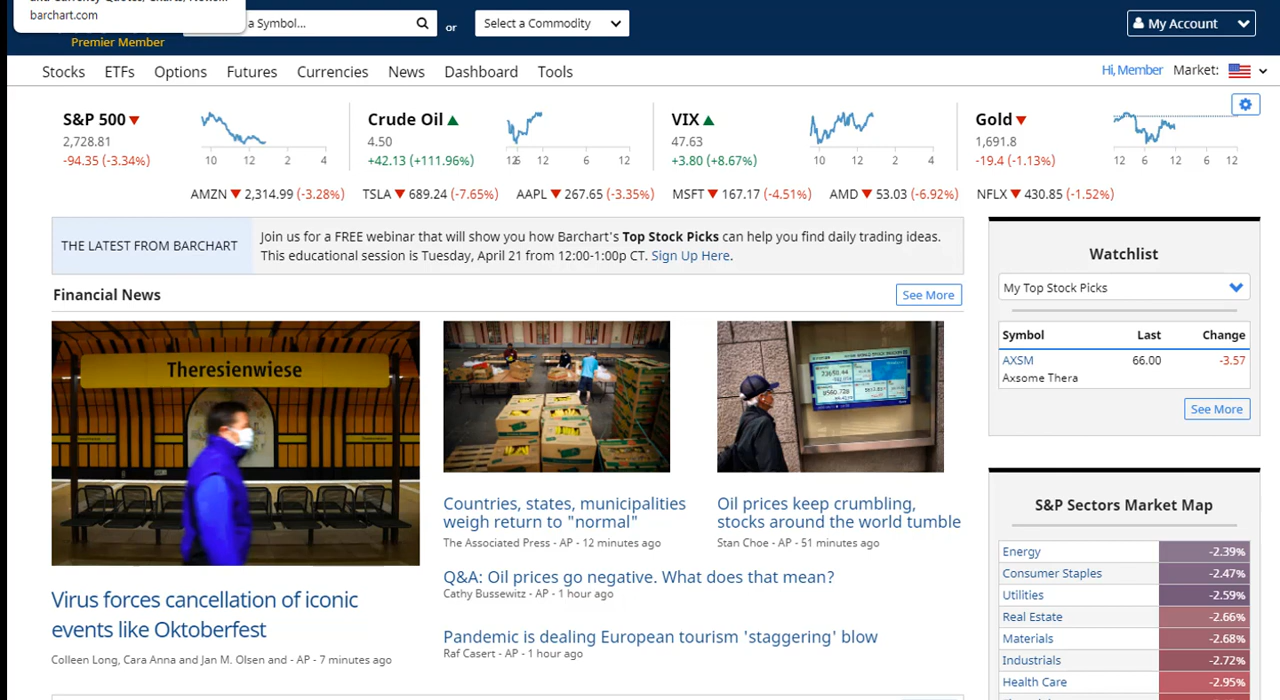 and Currency Quotes, Charts, News...
barchart.com
Premier Member
a Symbol...
or
Select a Commodity
My Account
Stocks ETFs Options Futures Currencies News Dashboard Tools
Hi, Member Market:
S&P 500
2,728.81
-94.35 (-3.34%)
10 12 2 4
Crude Oil
4.50
+42.13 (+111.96%)
12 6 12 6 12
VIX
47.63
+3.80 (+8.67%)
10 12 2 4
Gold
1,691.8
-19.4 (-1.13%)
12 6 12 6 12
AMZN 2,314.99 (-3.28%) TSLA 689.24 (-7.65%) AAPL 267.65 (-3.35%) MSFT 167.17 (-4.51%) AMD 53.03 (-6.92%) NFLX 430.85 (-1.52%)
THE LATEST FROM BARCHART
Join us for a FREE webinar that will show you how Barchart's Top Stock Picks can help you find daily trading ideas.
This educational session is Tuesday, April 21 from 12:00-1:00p CT. Sign Up Here.
Financial News
See More
Theresienwiese
Virus forces cancellation of iconic
events like Oktoberfest
Colleen Long, Cara Anna and Jan M. Olsen and - AP - 7 minutes ago
Countries, states, municipalities
weigh return to "normal"
The Associated Press - AP - 12 minutes ago
Oil prices keep crumbling,
stocks around the world tumble
Stan Choe - AP - 51 minutes ago
Q&A: Oil prices go negative. What does that mean?
Cathy Bussewitz - AP - 1 hour ago
Pandemic is dealing European tourism 'staggering' blow
Raf Casert - AP - 1 hour ago
Watchlist
My Top Stock Picks
Symbol Last Change
AXSM 66.00 -3.57
Axsome Thera
See More
S&P Sectors Market Map
Energy -2.39%
Consumer Staples -2.47%
Utilities -2.59%
Real Estate -2.66%
Materials -2.68%
Industrials -2.72%
Health Care -2.95%